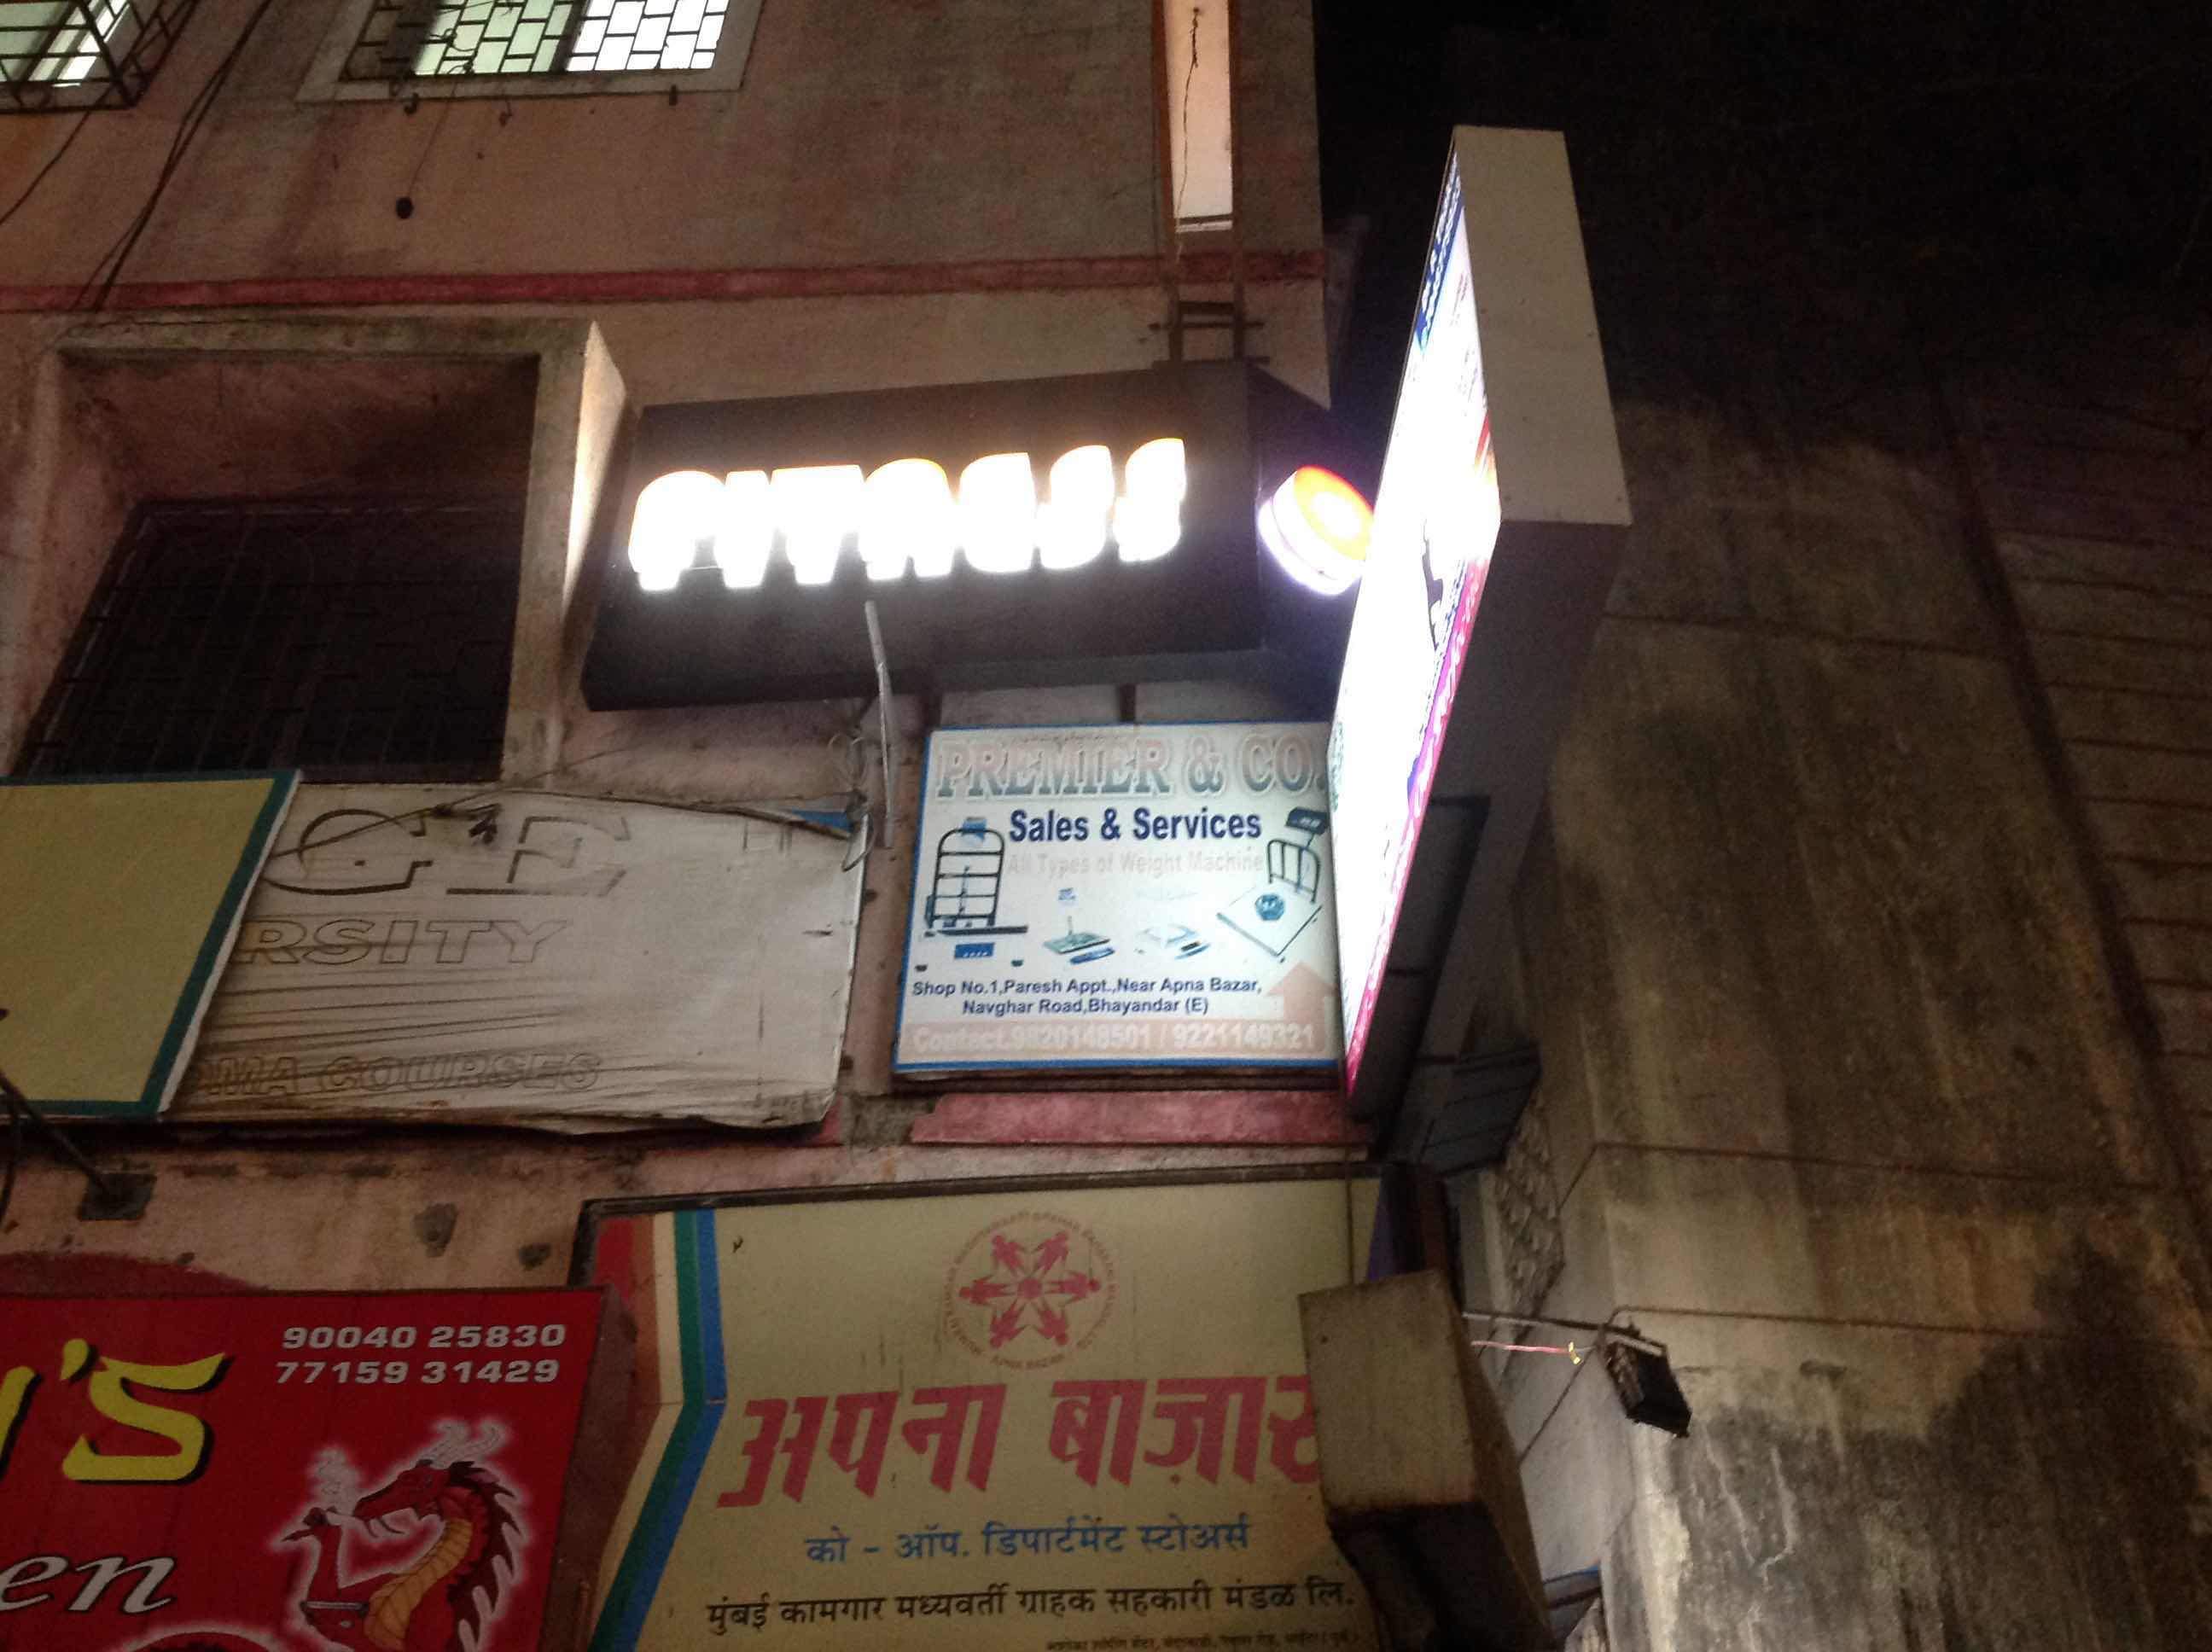 FITNESS
PREMIER & CO.
Sales & Services
All Types of Weight Machine
Shop No.1,Paresh Appt.,Near Apna Bazar,
Navghar Road,Bhayandar (E)
Contact.9820148501 / 9221149321
GE
RSITY
OMA COURSES
90040 25830
77159 31429
'S
en
अपना बाज़ार
को - ऑप. डिपार्टमेंट स्टोअर्स
मुंबई कामगार मध्यवर्ती ग्राहक सहकारी मंडळ लि.